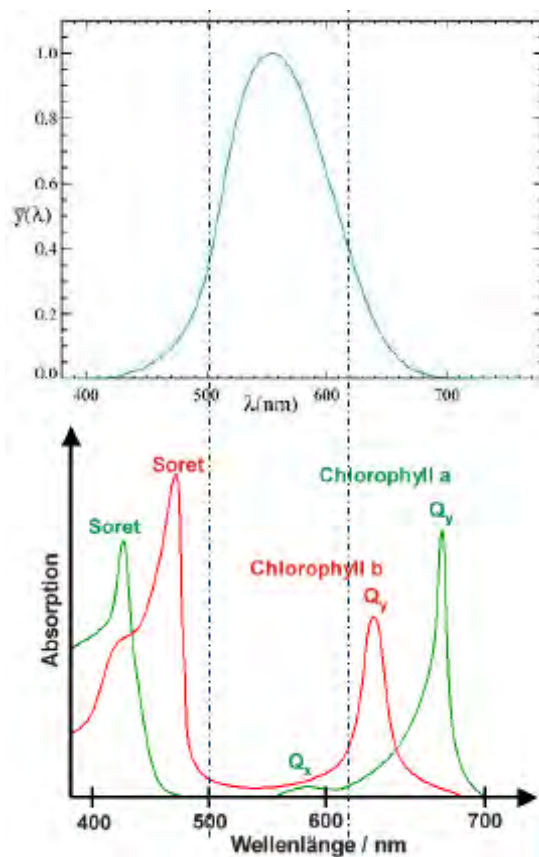 1.0
0.8
0.6
ȳ(λ)
0.4
0.2
0.0
400 500 600 700
λ(nm)
Soret
Chlorophyll a
Soret
Qy
Chlorophyll b
Qy
Absorption
Qx
400 500 600 700
Wellenlänge / nm